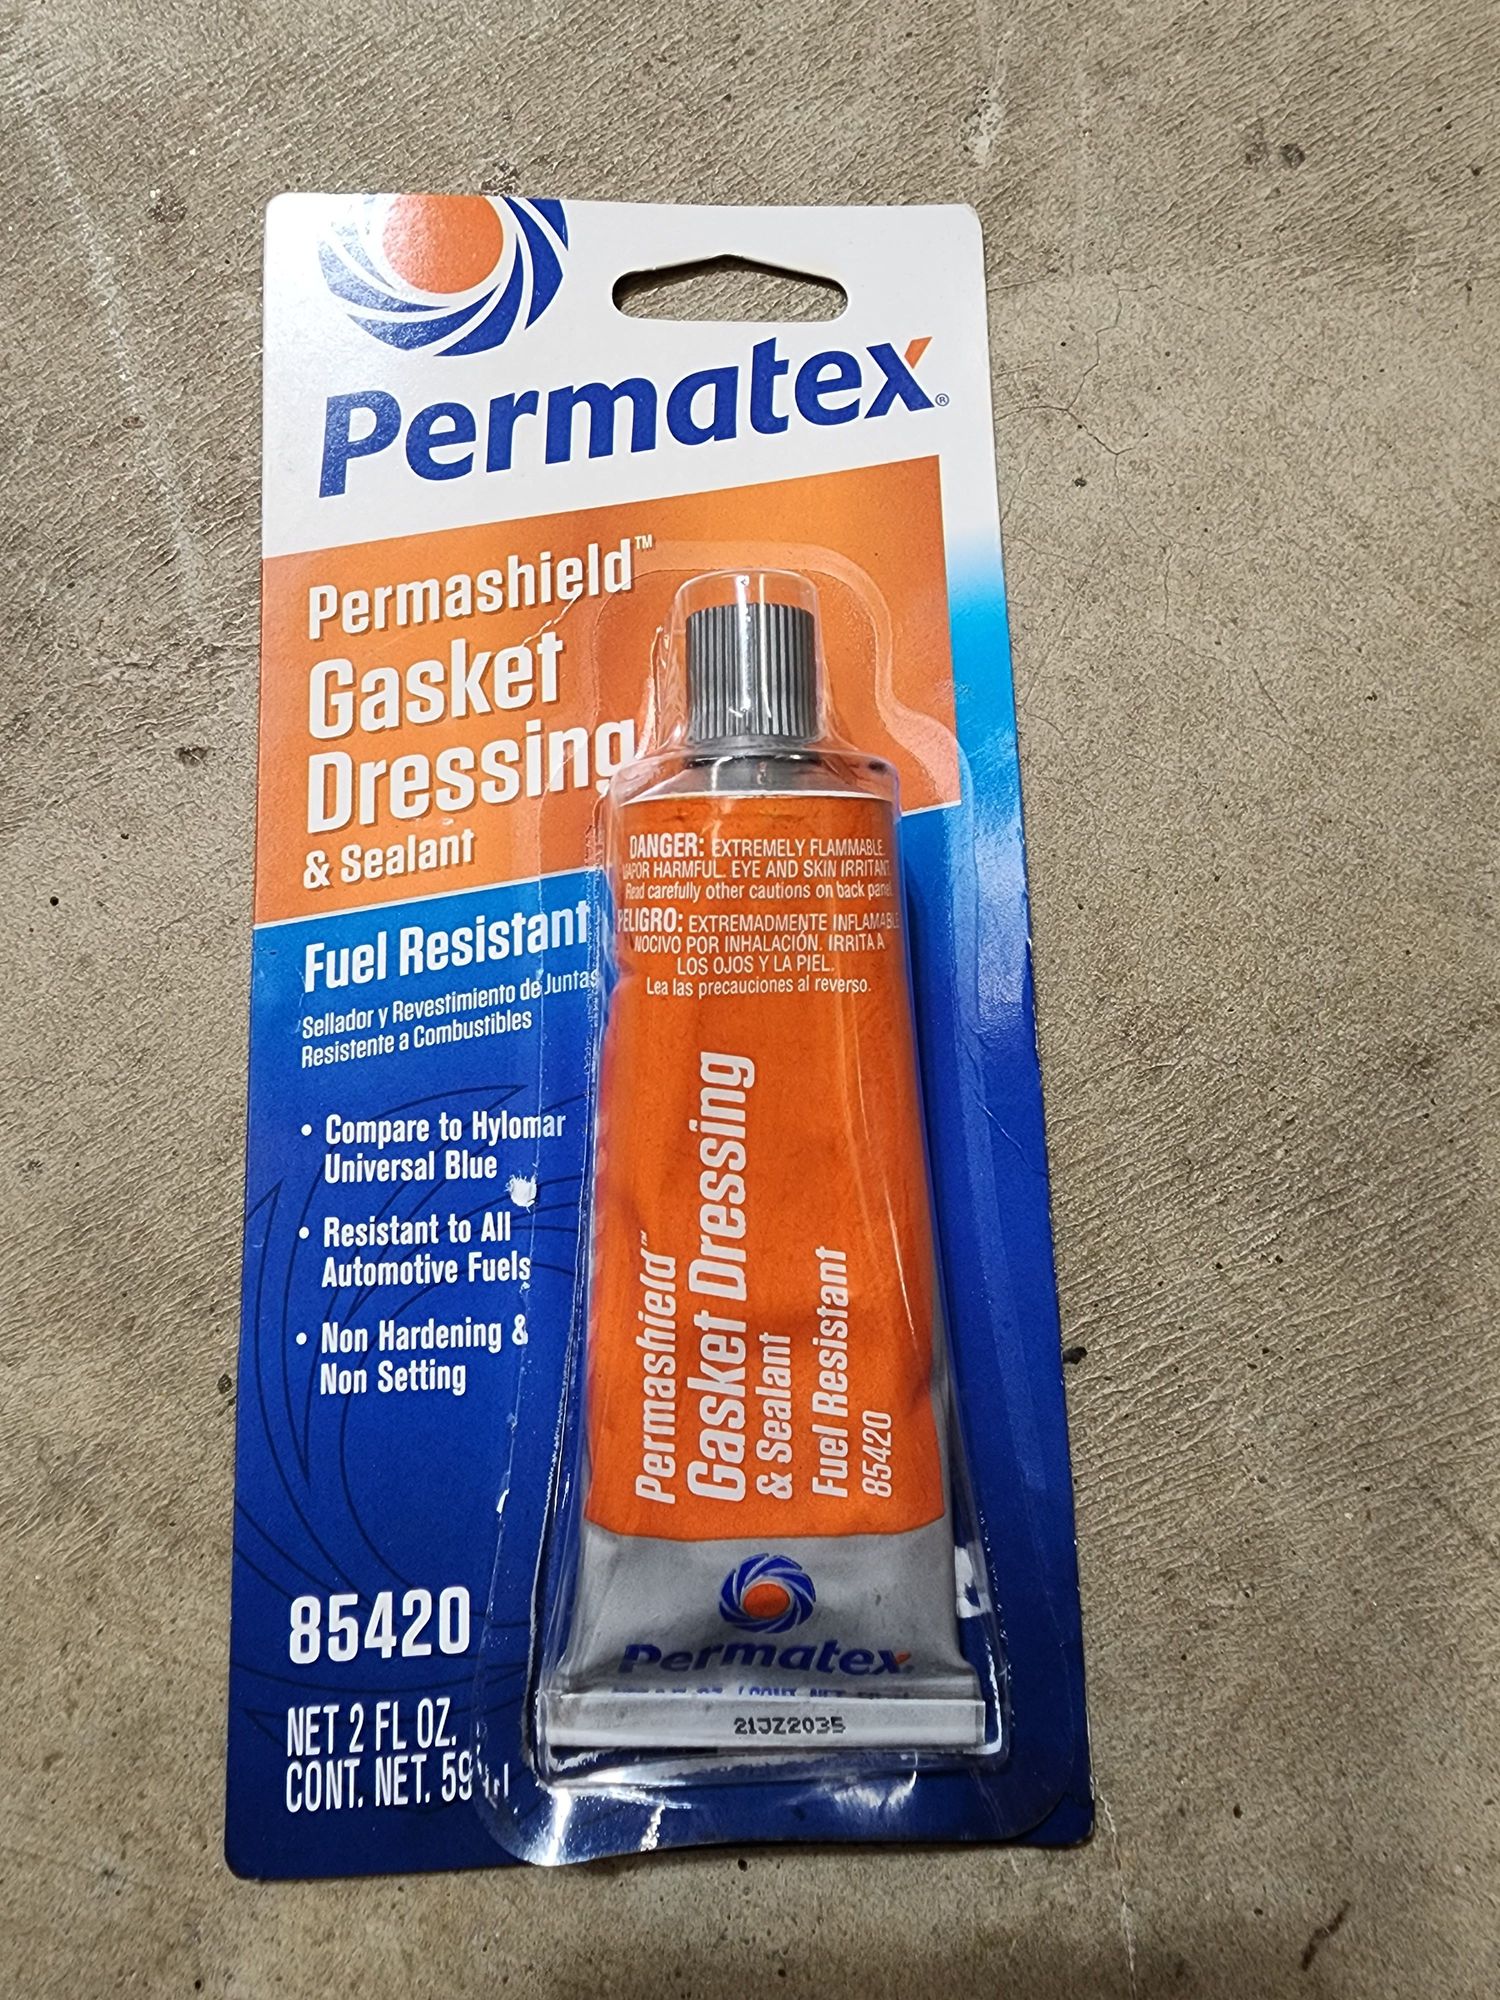 Permatex®
Permashield™
Gasket
Dressing
& Sealant
Fuel Resistant
Sellador y Revestimiento de Juntas
Resistente a Combustibles
• Compare to Hylomar
Universal Blue
• Resistant to All
Automotive Fuels
• Non Hardening &
Non Setting
85420
NET 2 FL OZ.
CONT. NET. 59
DANGER: EXTREMELY FLAMMABLE.
VAPOR HARMFUL. EYE AND SKIN IRRITANT.
Read carefully other cautions on back panel.
PELIGRO: EXTREMADMENTE INFLAMABLE
NOCIVO POR INHALACIÓN. IRRITA A
LOS OJOS Y LA PIEL.
Lea las precauciones al reverso.
Permashield™
Gasket Dressing
& Sealant
Fuel Resistant
85420
Permatex
21JZ2035